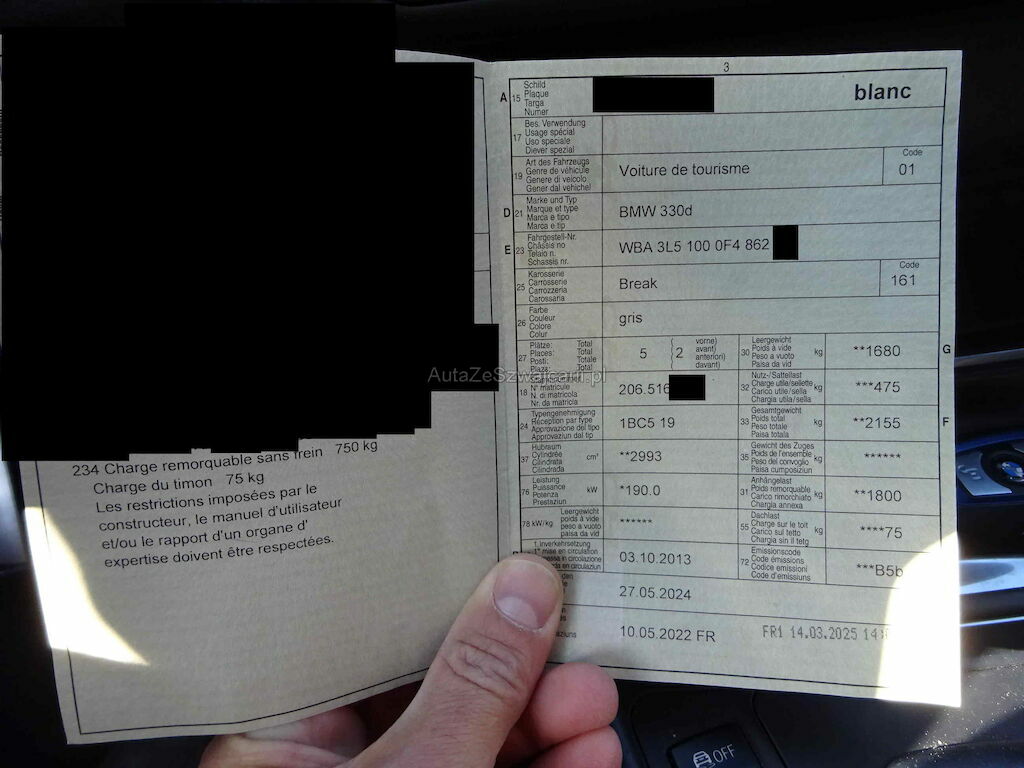 234 Charge remorquable sans frein 750 kg
Charge du timon 75 kg
Les restrictions imposées par le
constructeur, le manuel d'utilisateur
et/ou le rapport d'un organe d'
expertise doivent être respectées.
3
A 15 Schild
Plaque
Targa
Numer
blanc
17 Bes. Verwendung
Usage spécial
Uso speciale
Diever spezial
19 Art des Fahrzeugs
Genre de véhicule
Genere di veicolo
Gener dal vehichel
Voiture de tourisme
Code
01
D 21 Marke und Typ
Marque et type
Marca e tipo
Marca e tip
BMW 330d
E 23 Fahrgestell-Nr.
Châssis no
Telaio n.
Schassis nr.
WBA 3L5 100 0F4 862
25 Karosserie
Carrosserie
Carrozzeria
Carossaria
Break
Code
161
26 Farbe
Couleur
Colore
Colur
gris
27 Plätze: Total
Places: Total
Posti: Totale
Plazs: Total
5 (2 vorne)
avant)
anteriori)
davant)
30 Leergewicht
Poids à vide
Peso a vuoto
Paisa da vid
kg
**1680
G
18
N° matricule
N. di matricola
Nr. da matricla
206.516
32 Nutz-/Sattellast
Charge utile/sellette
Carico utile/sella
Chargia utila/sella
kg
***475
24 Typengenehmigung
Réception par type
Approvazione del tipo
Approvaziun dal tip
1BC5 19
33 Gesamtgewicht
Poids total
Peso totale
Paisa totala
kg
**2155
F
37 Hubraum
Cylindrée
Cilindrata
Cilindrada
cm³
**2993
35 Gewicht des Zuges
Poids de l'ensemble
Peso del convoglio
Paisa cumposiziun
kg
******
76 Leistung
Puissance
Potenza
Prestaziun
kW
*190.0
31 Anhängelast
Poids remorquable
Carico rimorchiato
Chargia annexa
kg
**1800
78 kW/kg Leergewicht
poids à vide
peso a vuoto
paisa da vid
******
55 Dachlast
Charge sur le toit
Carico sul tetto
Chargia sin il tetg
kg
****75
1. Inverkehrsetzung
1re mise en circulation
messa in circolazione
en circulaziun
03.10.2013
72 Emissionscode
Code émissions
Codice emissioni
Code d'emissiuns
***B5b
27.05.2024
10.05.2022 FR
FR1 14.03.2025
AutaZeSzwajcarii.pl
OFF